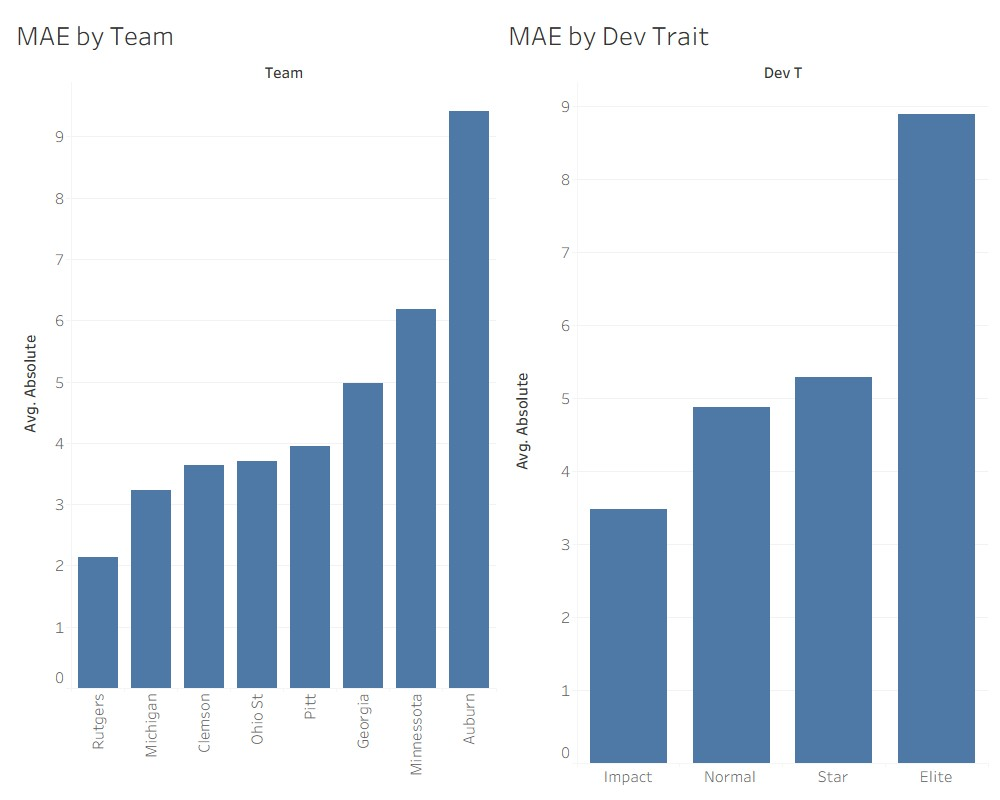 MAE by Team
Team
Avg. Absolute
9
8
7
6
5
4
3
2
1
0
Rutgers
Michigan
Clemson
Ohio St
Pitt
Georgia
Minnesota
Auburn
MAE by Dev Trait
Dev T
Avg. Absolute
9
8
7
6
5
4
3
2
1
0
Impact
Normal
Star
Elite